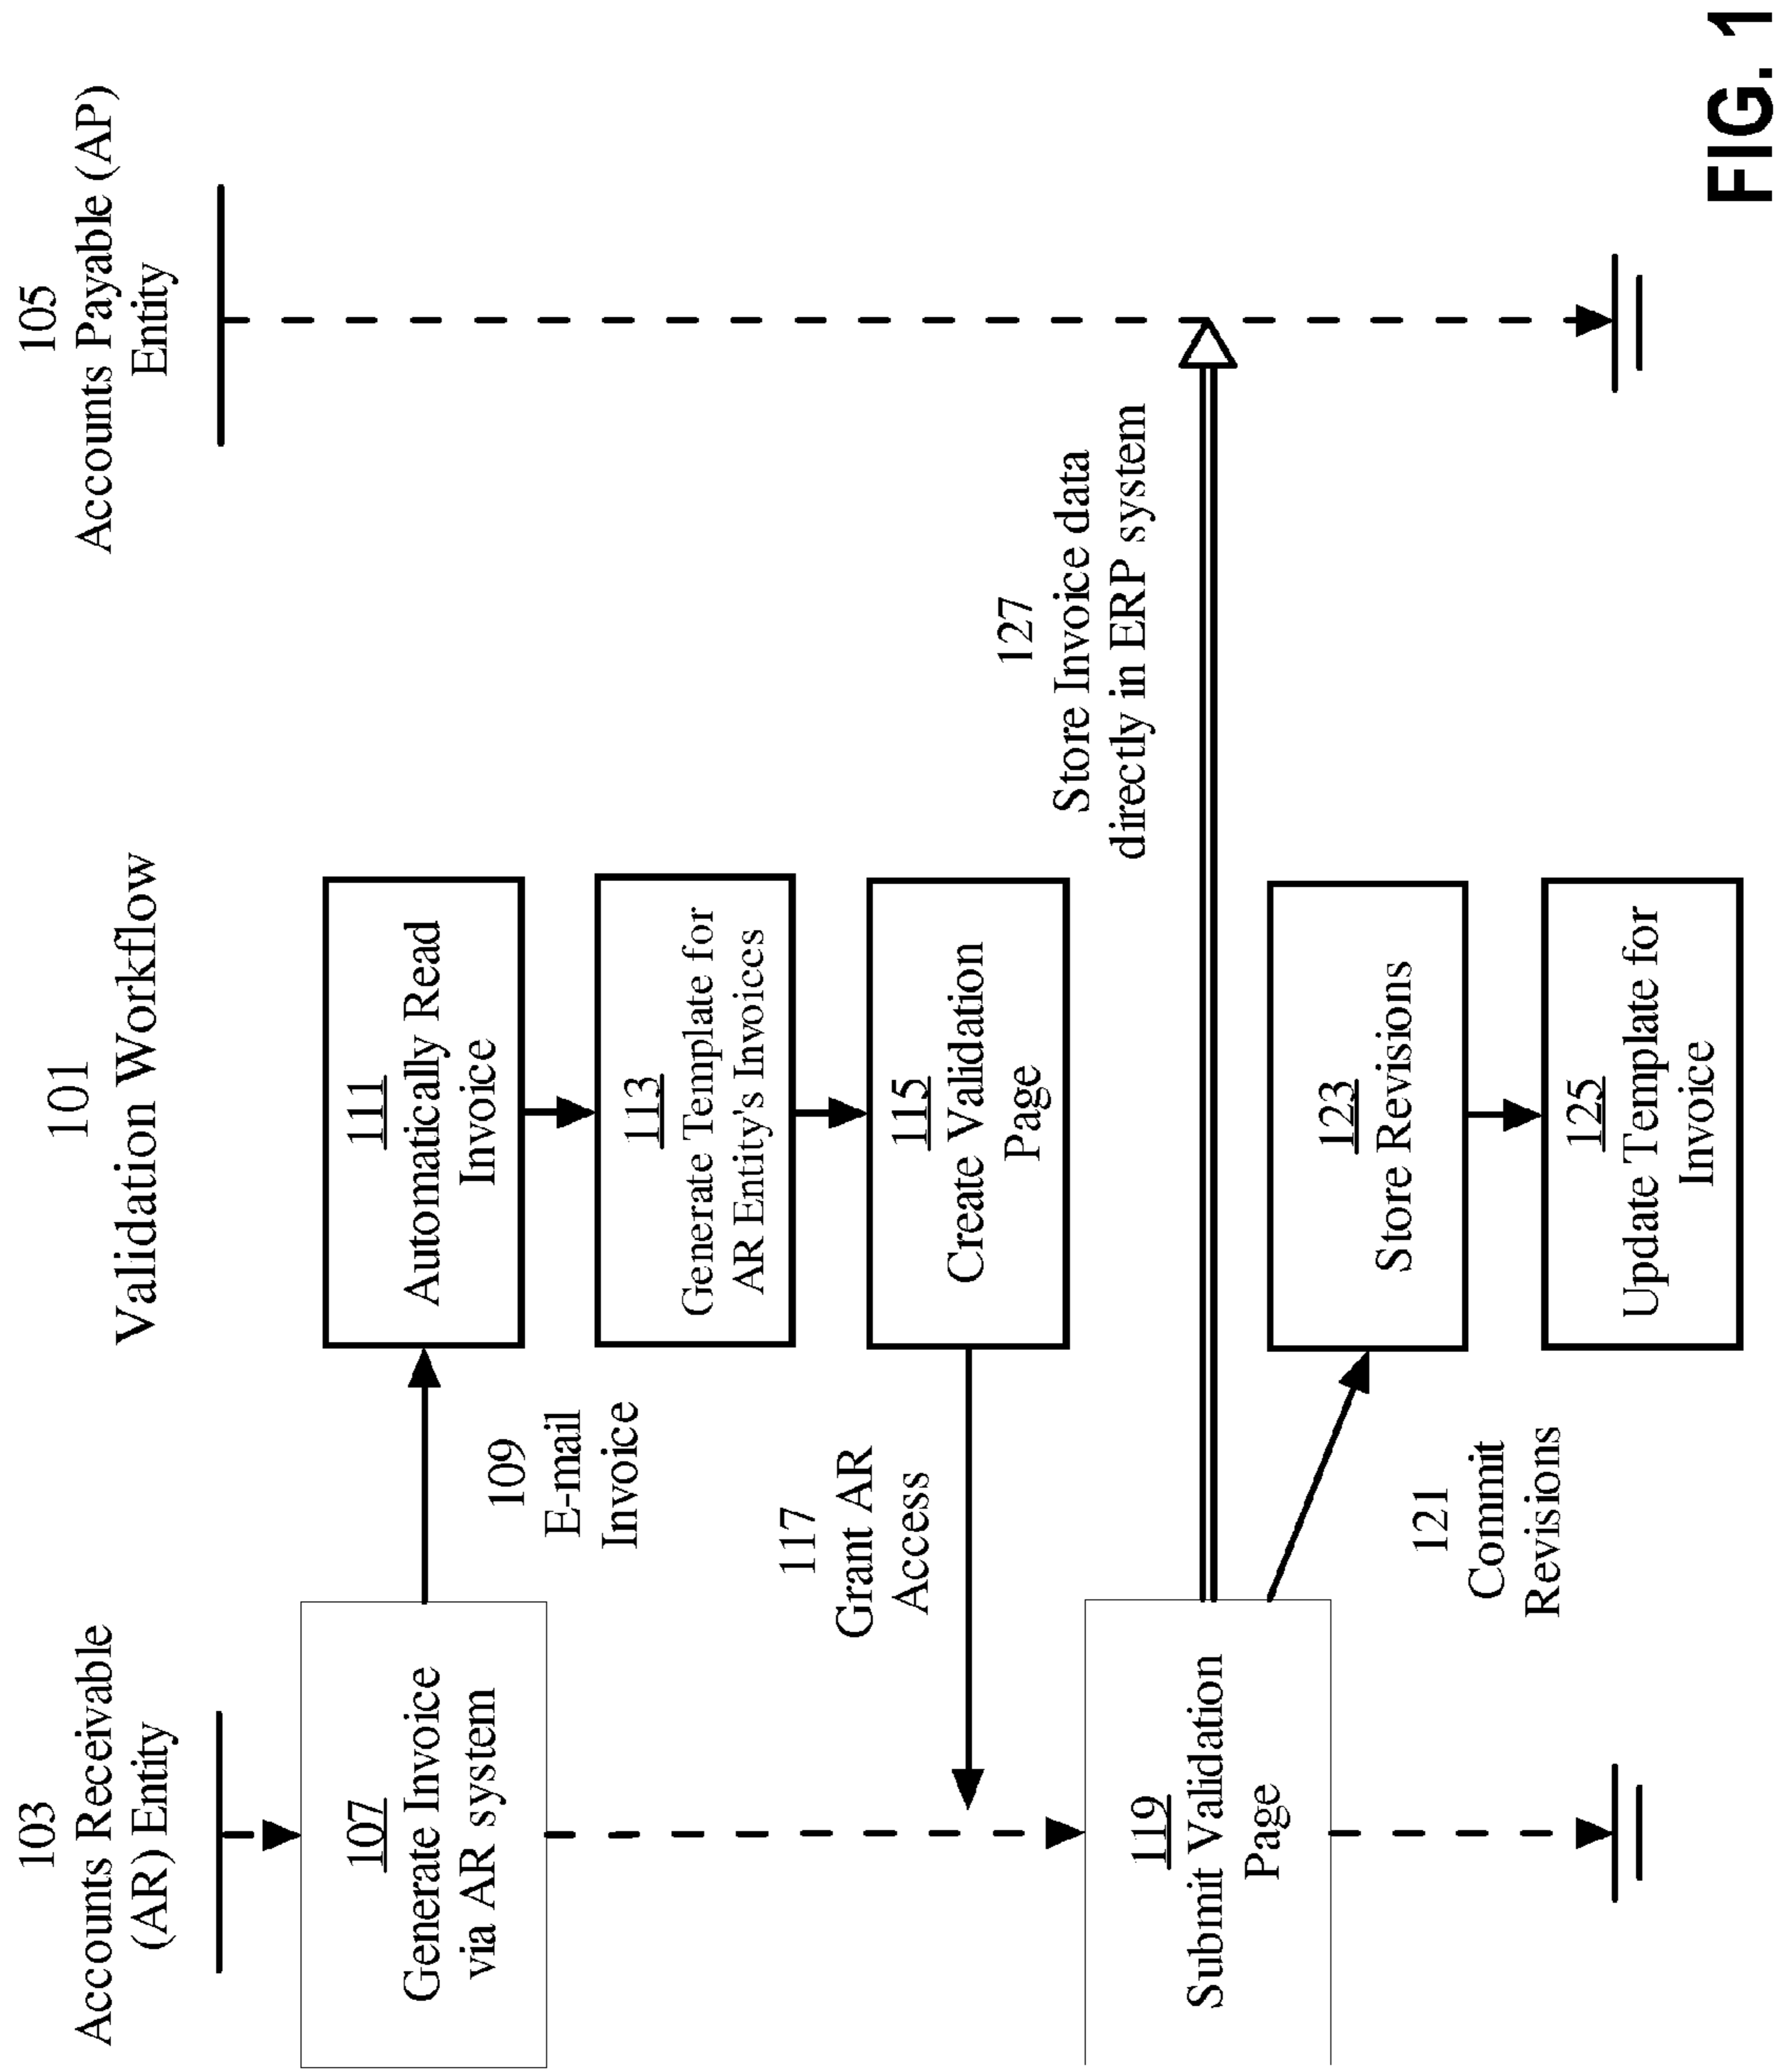 103
Accounts Receivable
(AR) Entity
101
Validation Workflow
105
Accounts Payable (AP)
Entity
107
Generate Invoice
via AR system
109
E-mail
Invoice
111
Automatically Read
Invoice
113
Generate Template for
AR Entity's Invoices
115
Create Validation
Page
117
Grant AR
Access
119
Submit Validation
Page
127
Store Invoice data
directly in ERP system
121
Commit
Revisions
123
Store Revisions
125
Update Template for
Invoice
FIG. 1